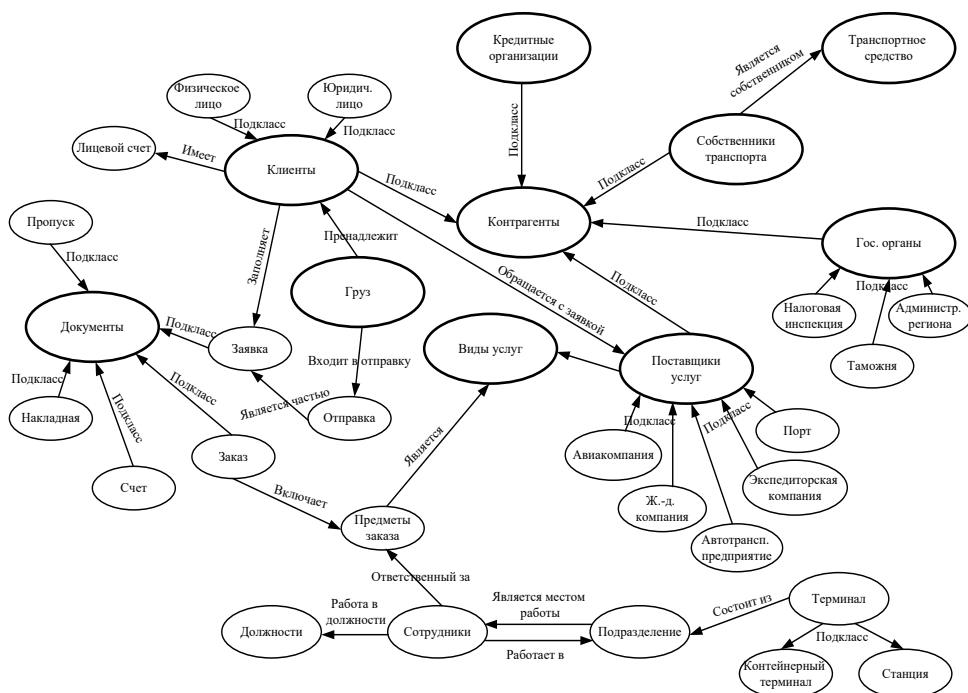 Кредитные
организации
Транспортное
средство
Является
собственником
Физическое
лицо
Юридич.
лицо
Подкласс
Подкласс
Лицевой счет
Имеет
Клиенты
Подкласс
Подкласс
Собственники
транспорта
Подкласс
Контрагенты
Подкласс
Гос. органы
Пропуск
Подкласс
Пренадлежит
Заполняет
Груз
Обращается с заявкой
Подкласс
Подкласс
Налоговая
инспекция
Администр.
региона
Таможня
Документы
Подкласс
Заявка
Входит в отправку
Виды услуг
Поставщики
услуг
Подкласс
Накладная
Подкласс
Подкласс
Является частью
Отправка
Является
Подкласс
Подкласс
Порт
Авиакомпания
Заказ
Счет
Включает
Ж.-д.
компания
Экспедиторская
компания
Автотрансп.
предприятие
Предметы
заказа
Ответственный за
Работа в
должности
Является местом
работы
Состоит из
Терминал
Должности
Сотрудники
Подразделение
Работает в
Подкласс
Контейнерный
терминал
Станция